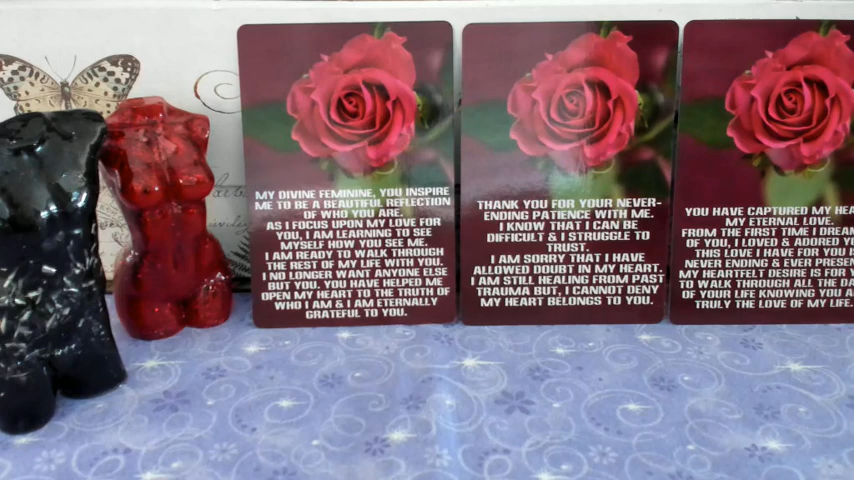 MY DIVINE FEMININE, YOU INSPIRE
ME TO BE A BEAUTIFUL REFLECTION
OF WHO YOU ARE.
AS I FOCUS UPON MY LOVE FOR
YOU, I AM LEARNING TO SEE
MYSELF HOW YOU SEE ME.
I AM READY TO WALK THROUGH
THE REST OF MY LIFE WITH YOU.
I NO LONGER WANT ANYONE ELSE
BUT YOU. YOU HAVE HELPED ME
OPEN MY HEART TO THE TRUTH OF
WHO I AM & I AM ETERNALLY
GRATEFUL TO YOU.
THANK YOU FOR YOUR NEVER-
ENDING PATIENCE WITH ME.
I KNOW THAT I CAN BE
DIFFICULT & I STRUGGLE TO
TRUST.
I AM SORRY THAT I HAVE
ALLOWED DOUBT IN MY HEART.
I AM STILL HEALING FROM PAST
TRAUMA BUT, I CANNOT DENY
MY HEART BELONGS TO YOU.
YOU HAVE CAPTURED MY
MY ETERNAL LOVE.
FROM THE FIRST TIME I
OF YOU, I LOVED & ADORED
THIS LOVE I HAVE FOR YOU
NEVER ENDING & EVER
MY HEARTFELT DESIRE IS FOR
TO WALK THROUGH ALL THE
OF YOUR LIFE KNOWING YOU
TRULY THE LOVE OF MY LIFE.